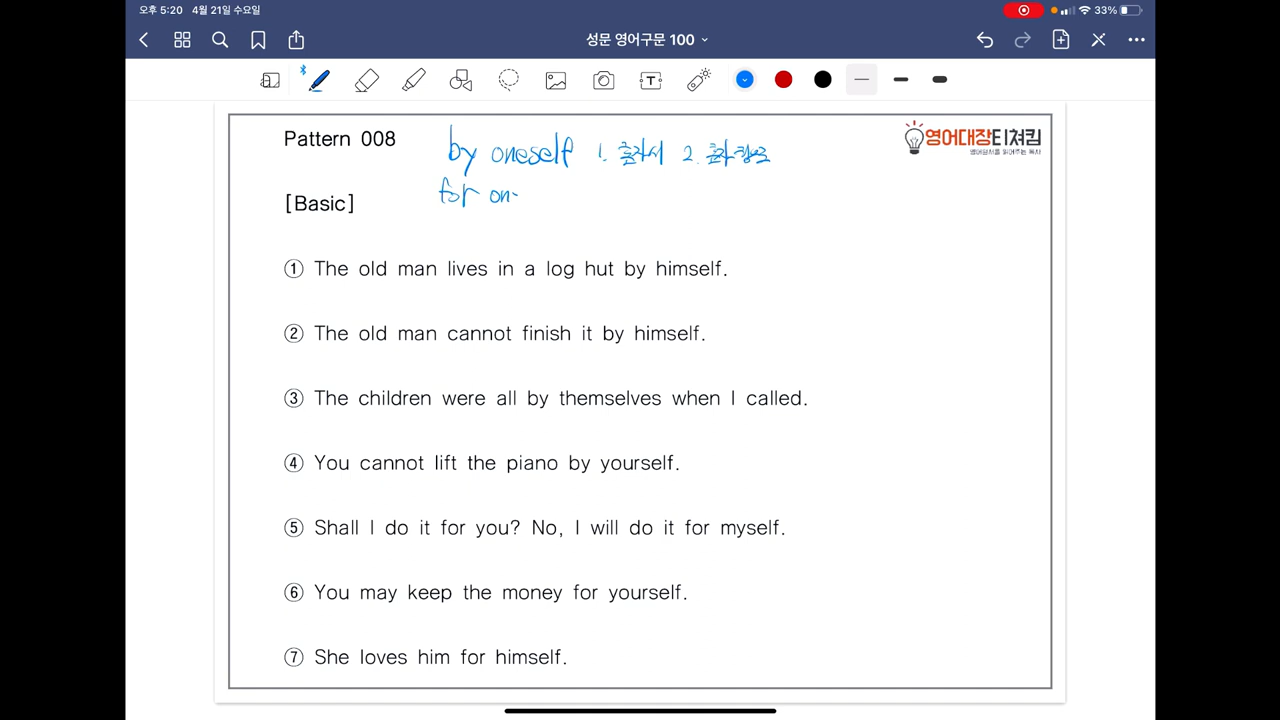 오후 5:20 4월 21일 수요일
33%
성문 영어구문 100
T
Pattern 008
by oneself 1. 혼자서 2. 혼자힘으로
for on-
영어대장티쳐킴
[Basic]
① The old man lives in a log hut by himself.
② The old man cannot finish it by himself.
③ The children were all by themselves when I called.
④ You cannot lift the piano by yourself.
⑤ Shall I do it for you? No, I will do it for myself.
⑥ You may keep the money for yourself.
⑦ She loves him for himself.